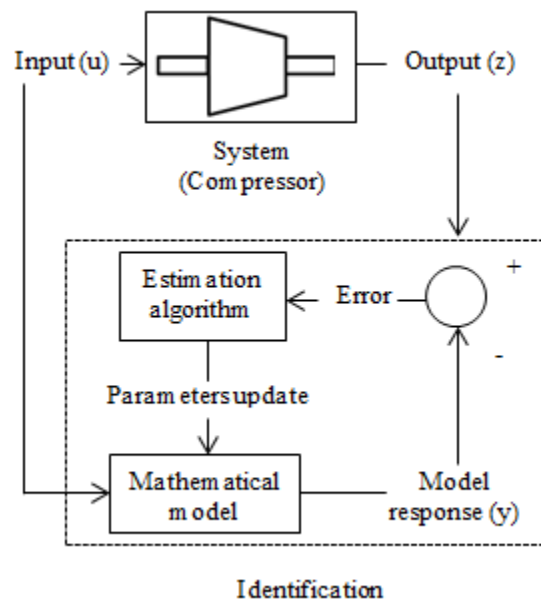 Input (u)
Output (z)
System
(Compressor)
+
Estimation
algorithm
Error
-
Parameters update
Mathematical
model
Model
response (y)
Identification